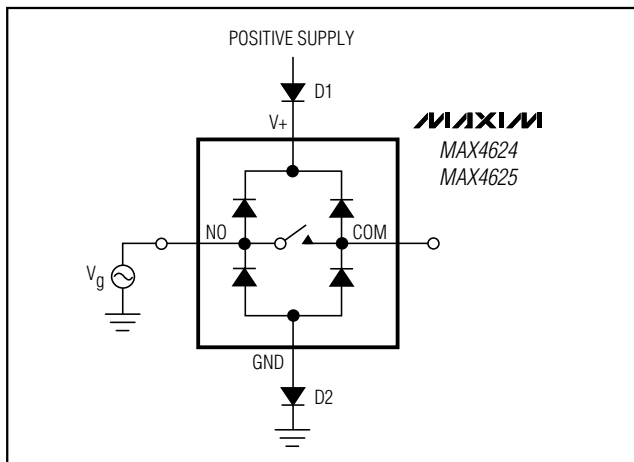 POSITIVE SUPPLY
D1
V+
MAXIM
MAX4624
MAX4625
NO
COM
Vg
GND
D2